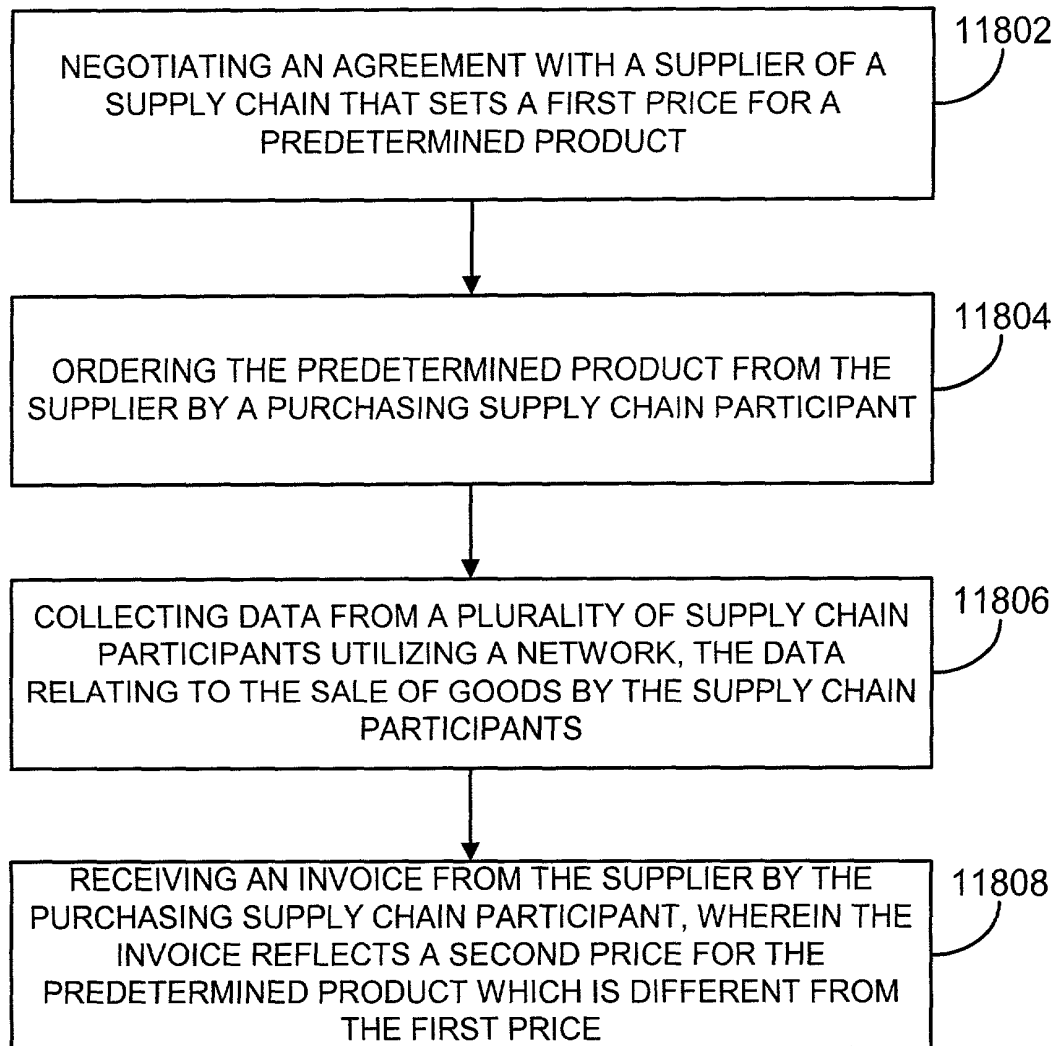 11802
NEGOTIATING AN AGREEMENT WITH A SUPPLIER OF A
SUPPLY CHAIN THAT SETS A FIRST PRICE FOR A
PREDETERMINED PRODUCT
11804
ORDERING THE PREDETERMINED PRODUCT FROM THE
SUPPLIER BY A PURCHASING SUPPLY CHAIN PARTICIPANT
11806
COLLECTING DATA FROM A PLURALITY OF SUPPLY CHAIN
PARTICIPANTS UTILIZING A NETWORK, THE DATA
RELATING TO THE SALE OF GOODS BY THE SUPPLY CHAIN
PARTICIPANTS
11808
RECEIVING AN INVOICE FROM THE SUPPLIER BY THE
PURCHASING SUPPLY CHAIN PARTICIPANT, WHEREIN THE
INVOICE REFLECTS A SECOND PRICE FOR THE
PREDETERMINED PRODUCT WHICH IS DIFFERENT FROM
THE FIRST PRICE